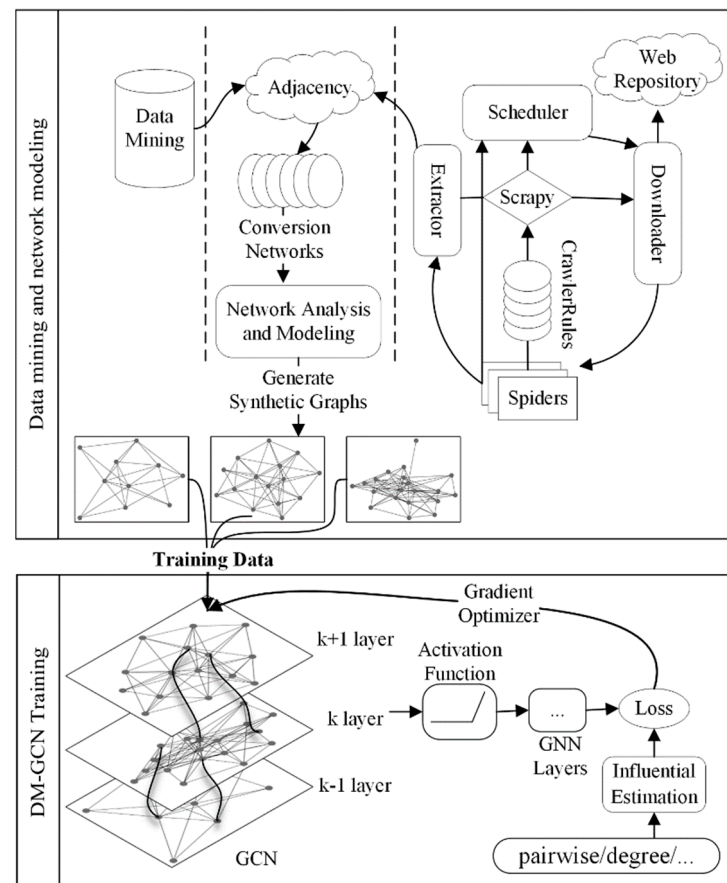 Data mining and network modeling
Data
Mining
Adjacency
Conversion
Networks
Network Analysis
and Modeling
Generate
Synthetic Graphs
Web
Repository
Scheduler
Extractor
Scrapy
Downloader
CrawlerRules
Spiders
Training Data
DM-GCN Training
k+1 layer
k layer
k-1 layer
GCN
Gradient
Optimizer
Activation
Function
...
GNN
Layers
Loss
Influential
Estimation
pairwise/degree/...